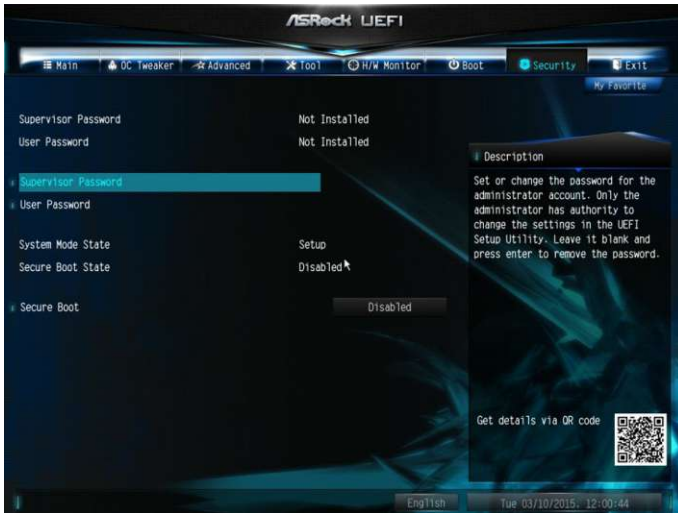 ASRock UEFI
Main OC Tweaker Advanced Tool H/W Monitor Boot Security Exit
My Favorite
Supervisor Password Not Installed
User Password Not Installed
Supervisor Password
User Password
System Mode State Setup
Secure Boot State Disabled
Secure Boot Disabled
Description
Set or change the password for the
administrator account. Only the
administrator has authority to
change the settings in the UEFI
Setup Utility. Leave it blank and
press enter to remove the password.
Get details via QR code
English Tue 03/10/2015. 12:00:44